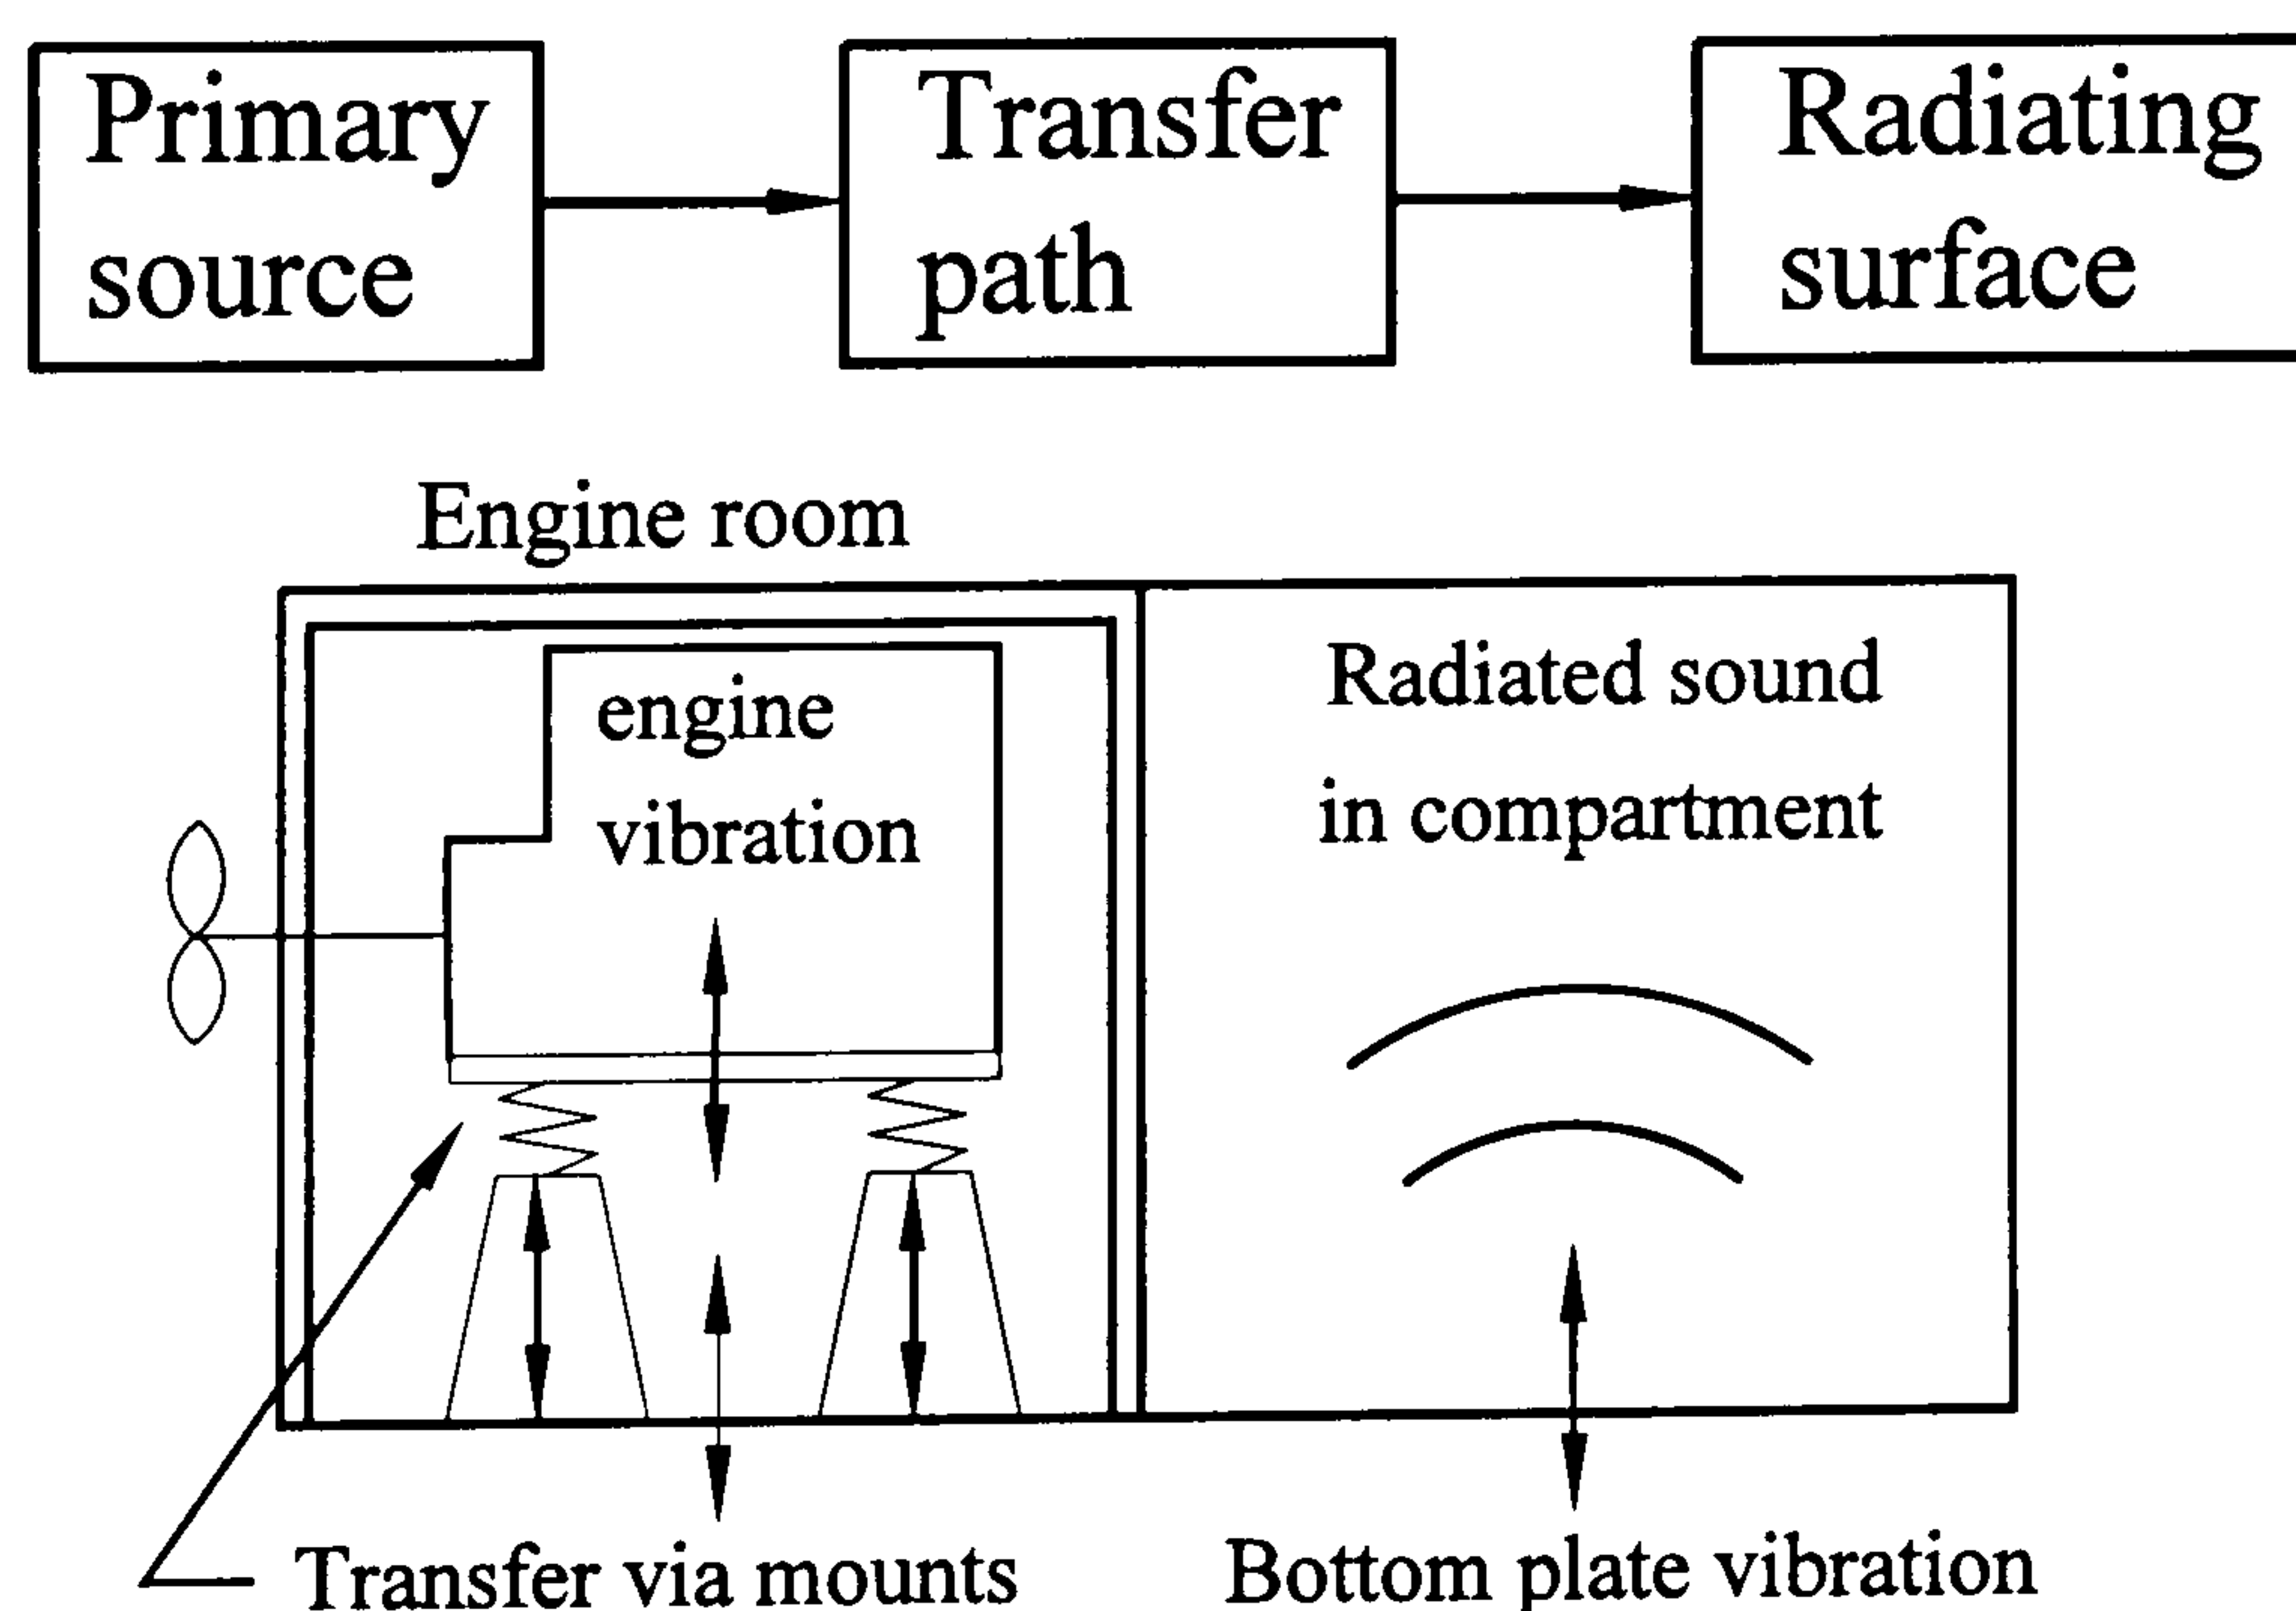 Primary
source
Transfer
path
Radiating
surface
Engine room
engine
vibration
Radiated sound
in compartment
Transfer via mounts
Bottom plate vibration